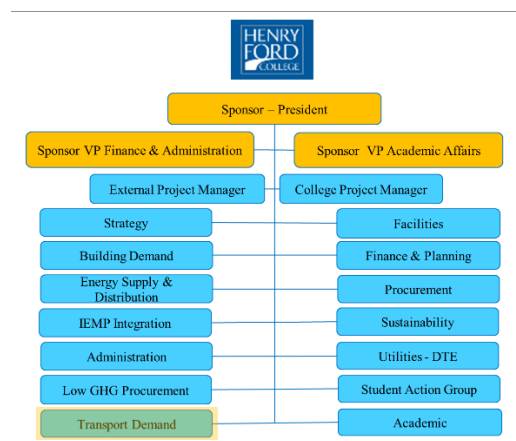 HENRY
FORD
COLLEGE
Sponsor – President
Sponsor VP Finance & Administration
Sponsor VP Academic Affairs
External Project Manager
College Project Manager
Strategy
Facilities
Building Demand
Finance & Planning
Energy Supply &
Distribution
Procurement
IEMP Integration
Sustainability
Administration
Utilities - DTE
Low GHG Procurement
Student Action Group
Transport Demand
Academic